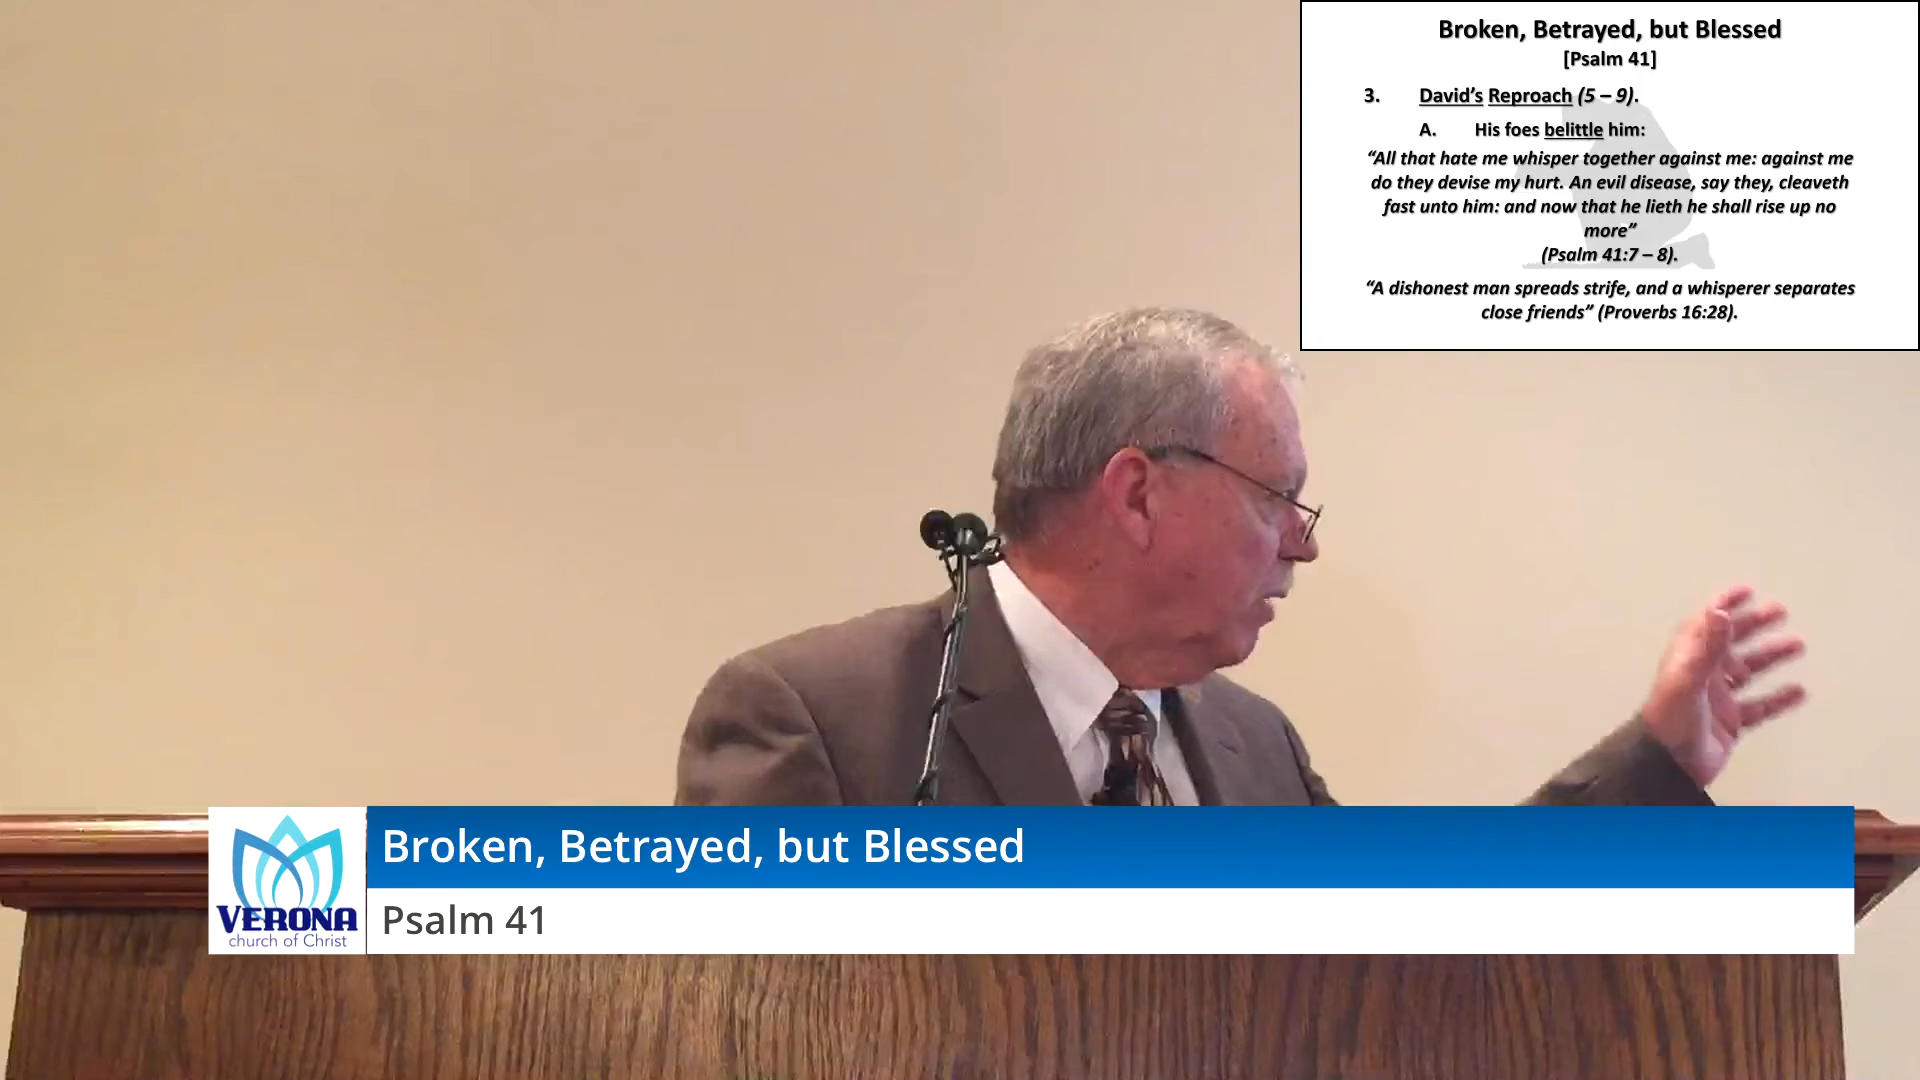 Broken, Betrayed, but Blessed
[Psalm 41]
3. David’s Reproach (5 – 9).
A. His foes belittle him:
“All that hate me whisper together against me: against me
do they devise my hurt. An evil disease, say they, cleaveth
fast unto him: and now that he lieth he shall rise up no
more”
(Psalm 41:7 – 8).
“A dishonest man spreads strife, and a whisperer separates
close friends” (Proverbs 16:28).
Broken, Betrayed, but Blessed
Psalm 41
VERONA
church of Christ